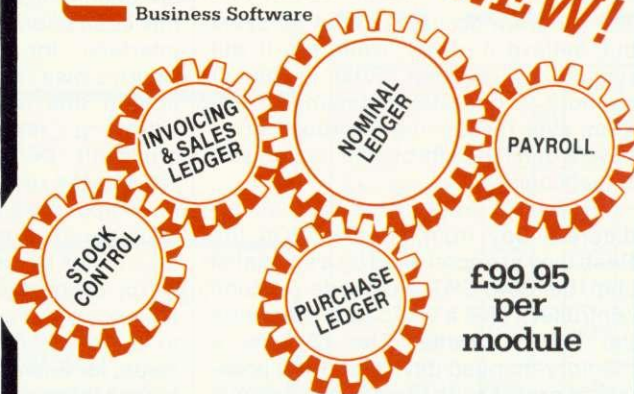 Business Software
NEW!
INVOICING
& SALES
LEDGER
NOMINAL
LEDGER
PAYROLL
STOCK
CONTROL
PURCHASE
LEDGER
£99.95
per
module